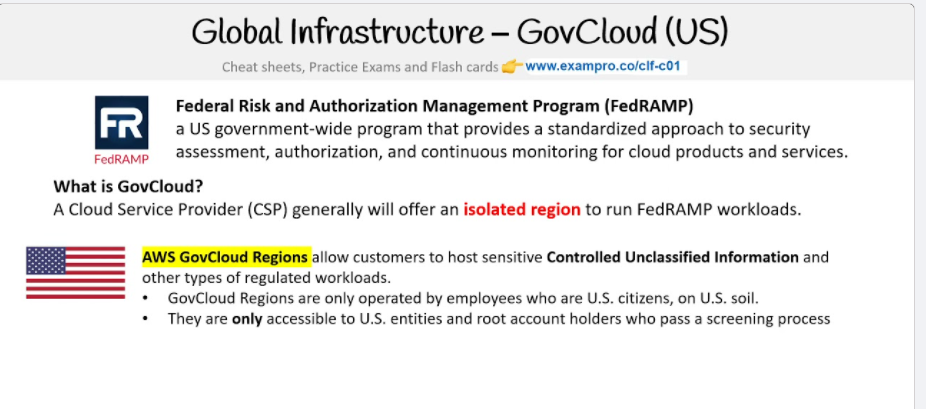 Global Infrastructure – GovCloud (US)
Cheat sheets, Practice Exams and Flash cards 👉 www.exampro.co/clf-c01
Federal Risk and Authorization Management Program (FedRAMP)
a US government-wide program that provides a standardized approach to security
assessment, authorization, and continuous monitoring for cloud products and services.
FR
FedRAMP
What is GovCloud?
A Cloud Service Provider (CSP) generally will offer an isolated region to run FedRAMP workloads.
AWS GovCloud Regions allow customers to host sensitive Controlled Unclassified Information and
other types of regulated workloads.
• GovCloud Regions are only operated by employees who are U.S. citizens, on U.S. soil.
• They are only accessible to U.S. entities and root account holders who pass a screening process